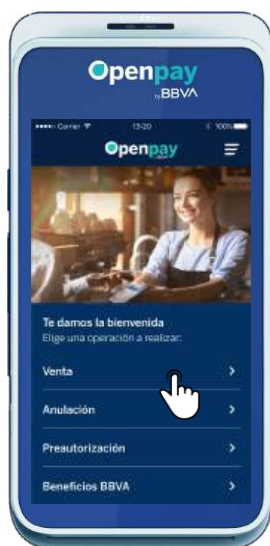 Openpay
by BBVA
Carrier 13:20 100%
Openpay
Te damos la bienvenida
Elige una operación a realizar:
Venta
Anulación
Preautorización
Beneficios BBVA